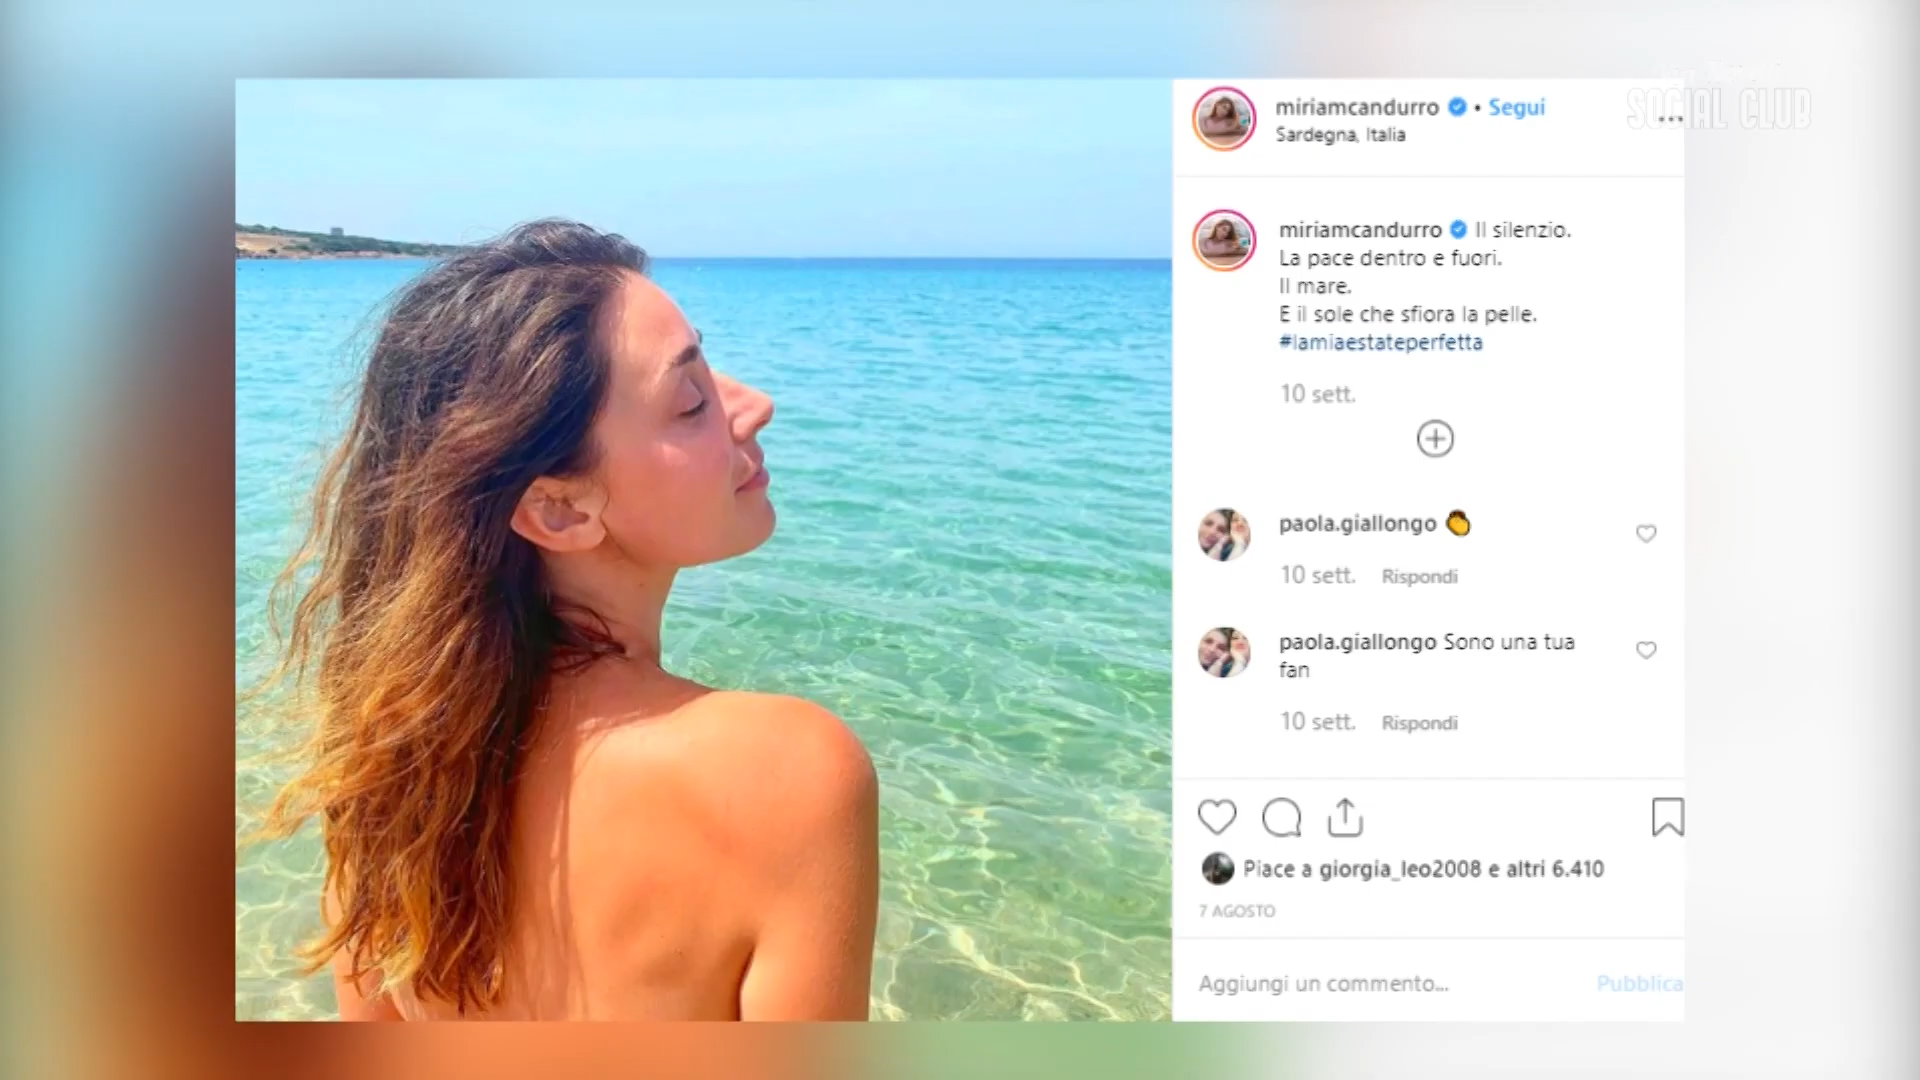 miriamcandurro • Segui
Sardegna, Italia
SOCIAL CLUB
miriamcandurro Il silenzio.
La pace dentro e fuori.
Il mare.
E il sole che sfiora la pelle.
#lamiaestateperfetta
10 sett.
paola.giallongo
10 sett. Rispondi
paola.giallongo Sono una tua
fan
10 sett. Rispondi
Piace a giorgia_leo2008 e altri 6.410
7 AGOSTO
Aggiungi un commento...
Pubblica